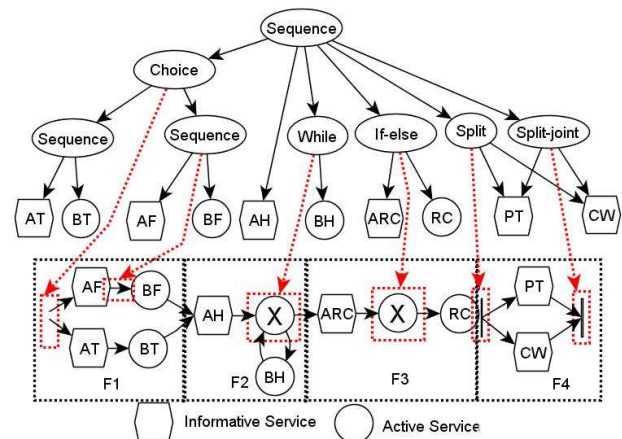 Sequence
Choice
Sequence
Sequence
While
If-else
Split
Split-joint
AT
BT
AF
BF
AH
BH
ARC
RC
PT
CW
AF
BF
AT
BT
F1
AH
X
BH
F2
ARC
X
RC
F3
PT
CW
F4
Informative Service
Active Service